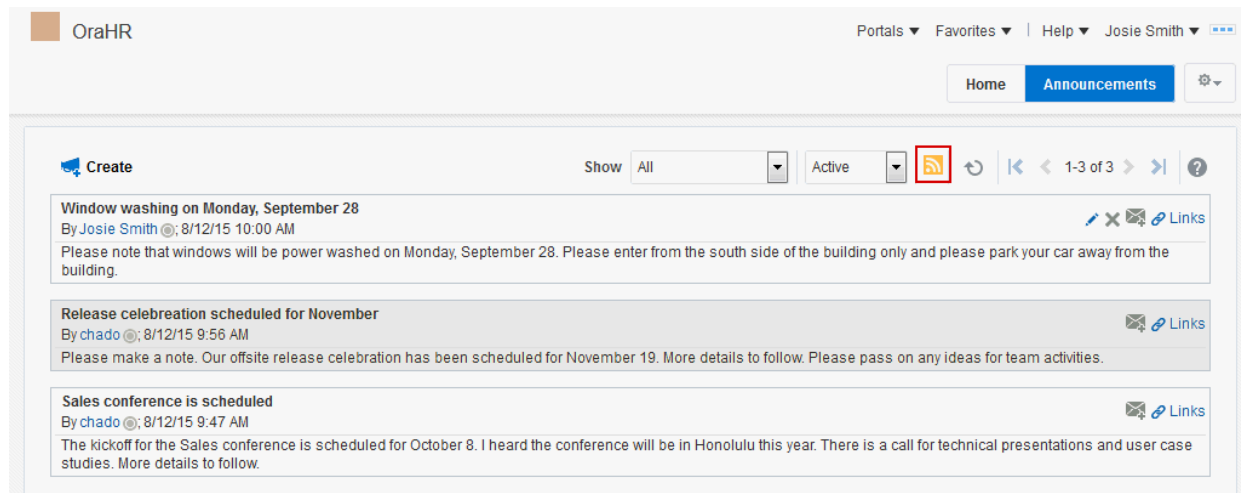 OraHR
Portals Favorites | Help Josie Smith
Home Announcements
Create Show All Active 1-3 of 3 ?
Window washing on Monday, September 28
By Josie Smith; 8/12/15 10:00 AM
Links
Please note that windows will be power washed on Monday, September 28. Please enter from the south side of the building only and please park your car away from the
building.
Release celebreation scheduled for November
By chado; 8/12/15 9:56 AM
Links
Please make a note. Our offsite release celebration has been scheduled for November 19. More details to follow. Please pass on any ideas for team activities.
Sales conference is scheduled
By chado; 8/12/15 9:47 AM
Links
The kickoff for the Sales conference is scheduled for October 8. I heard the conference will be in Honolulu this year. There is a call for technical presentations and user case
studies. More details to follow.